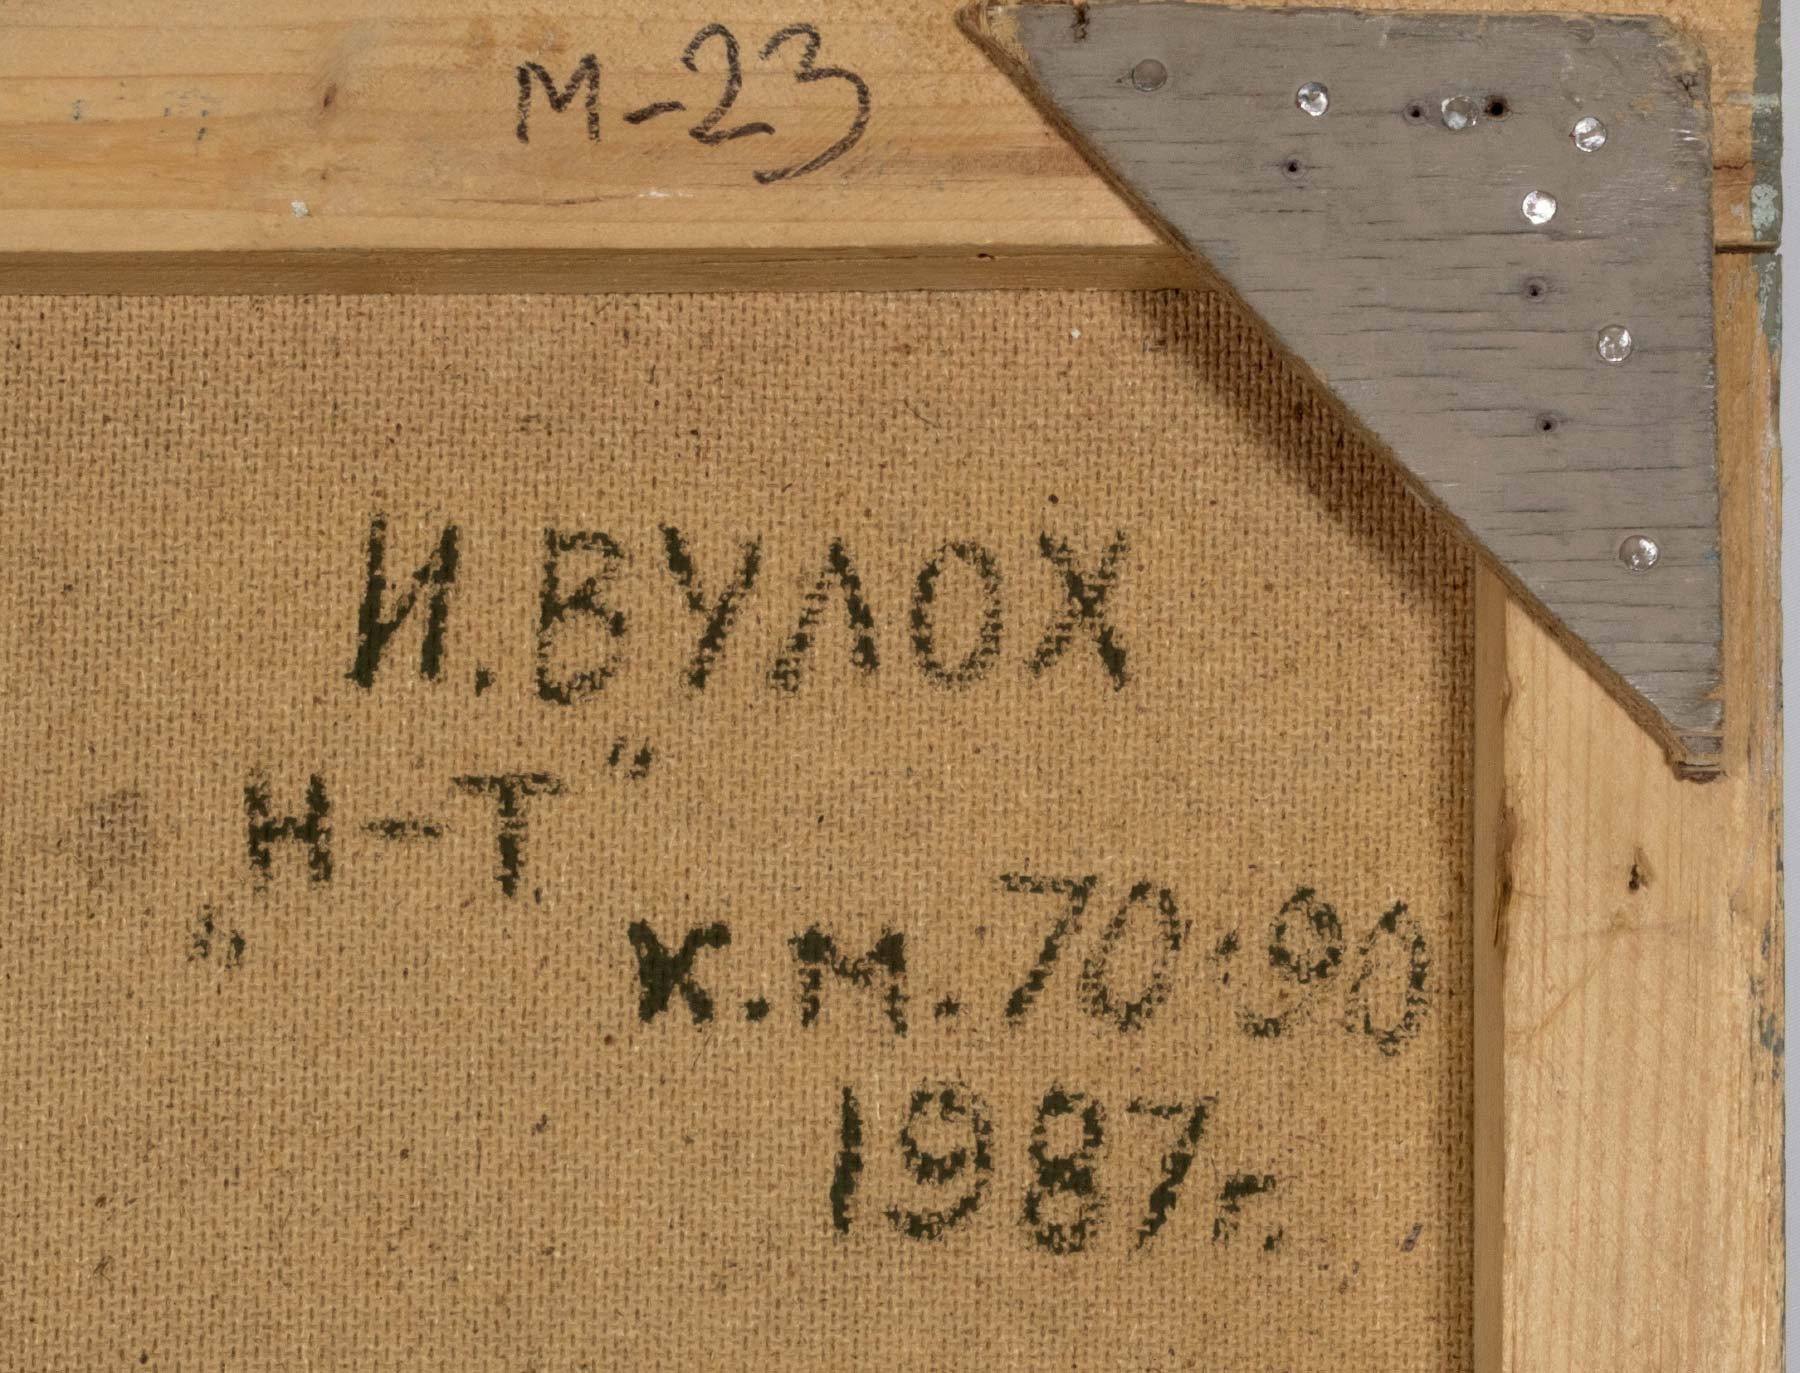 М-23
И. ВУЛОХ
„Н-Т"
К.М. 70·90
1987г.